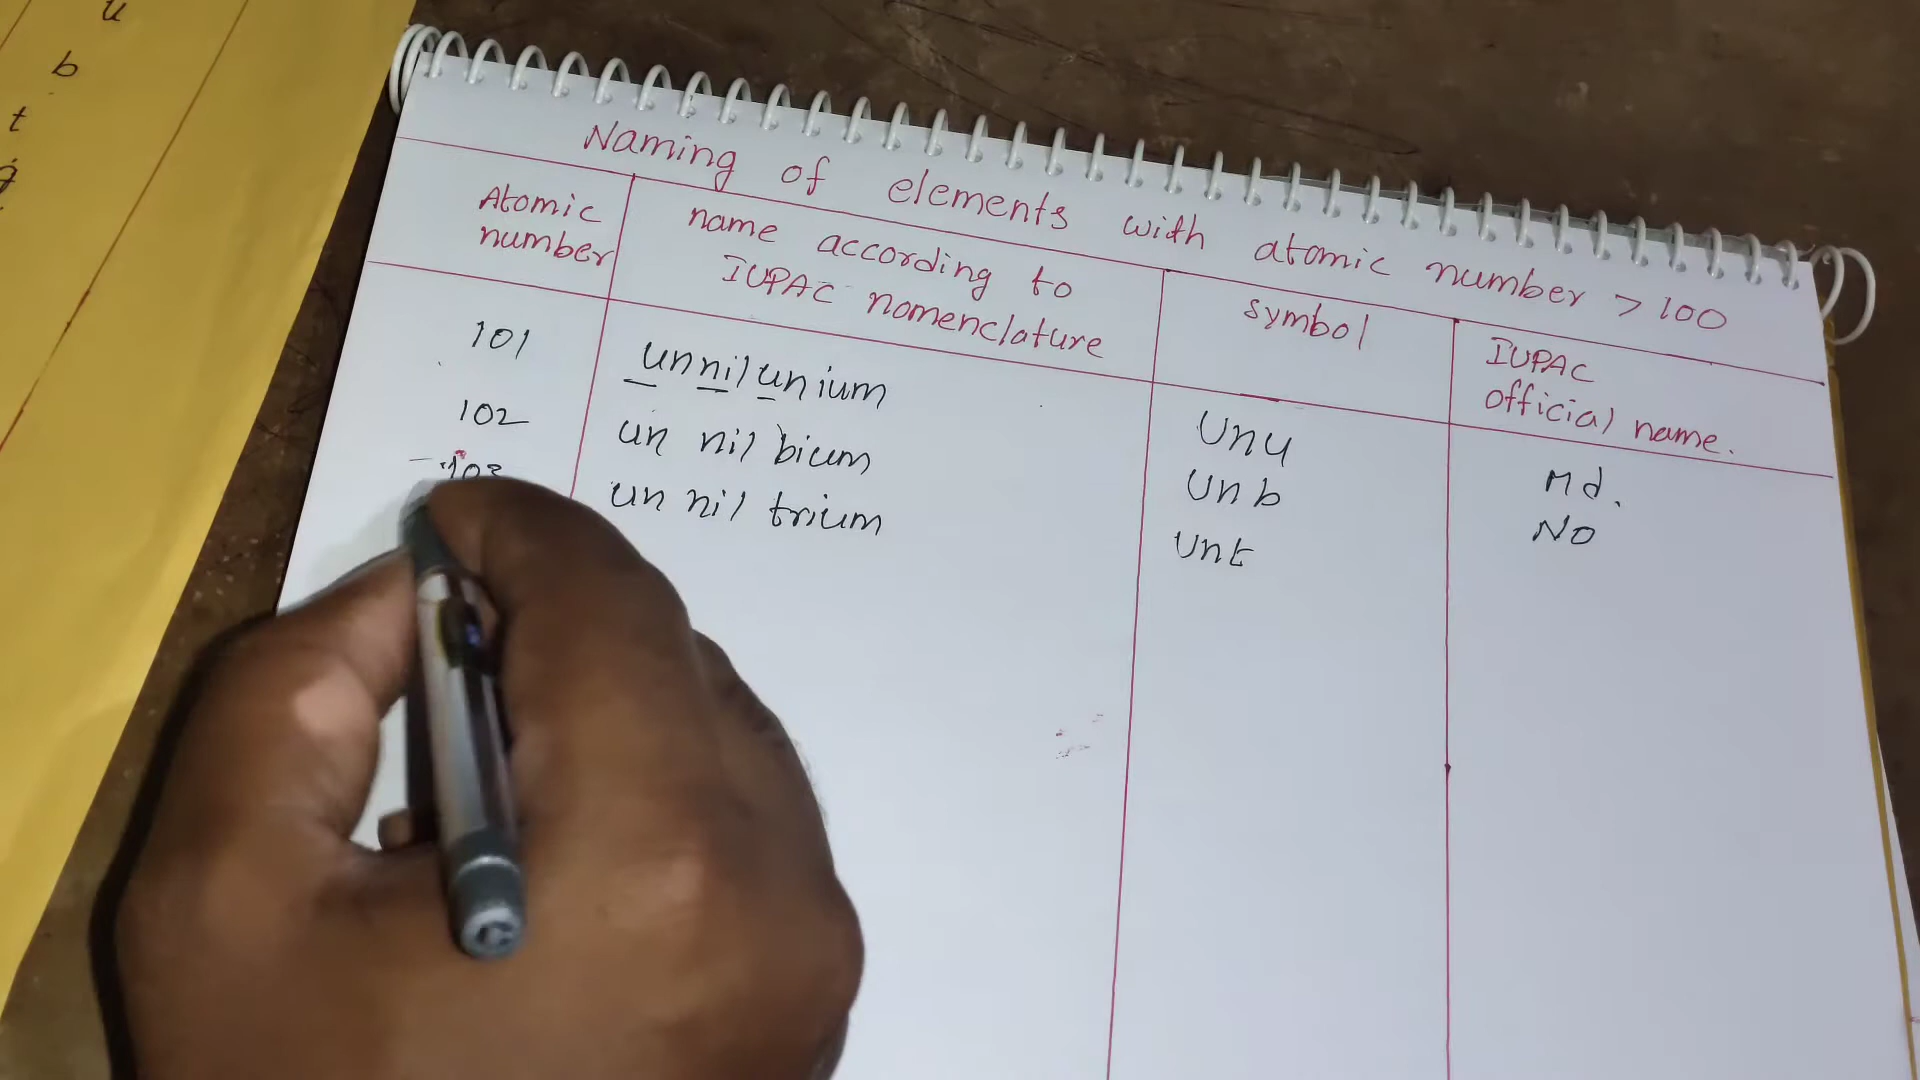 u
b
t
q
Naming of elements with atomic number > 100
Atomic number
name according to IUPAC nomenclature
symbol
IUPAC official name.
101 unnilunium Unu Md.
102 un nil bium Unb No
103 un nil trium Unt